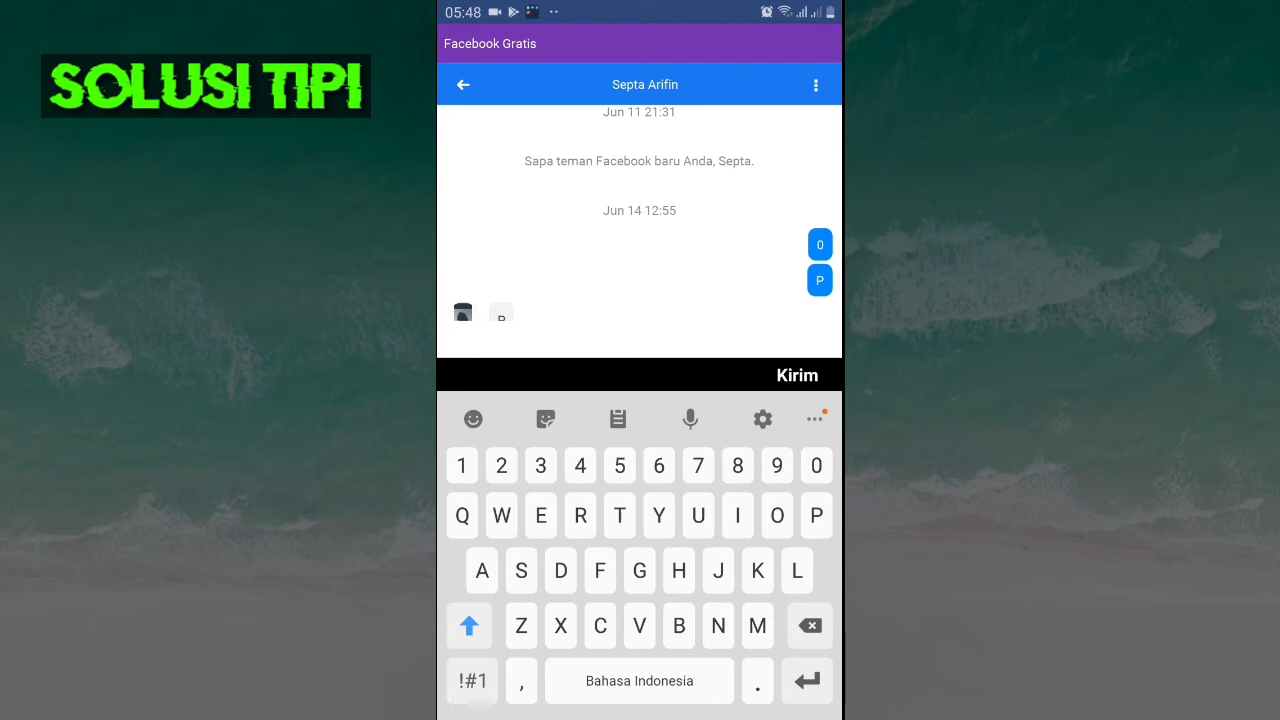 SOLUSI TIPI
05:48
Facebook Gratis
Septa Arifin
Jun 11 21:31
Sapa teman Facebook baru Anda, Septa.
Jun 14 12:55
0
P
Kirim
1 2 3 4 5 6 7 8 9 0
Q W E R T Y U I O P
A S D F G H J K L
Z X C V B N M
!#1 , Bahasa Indonesia .